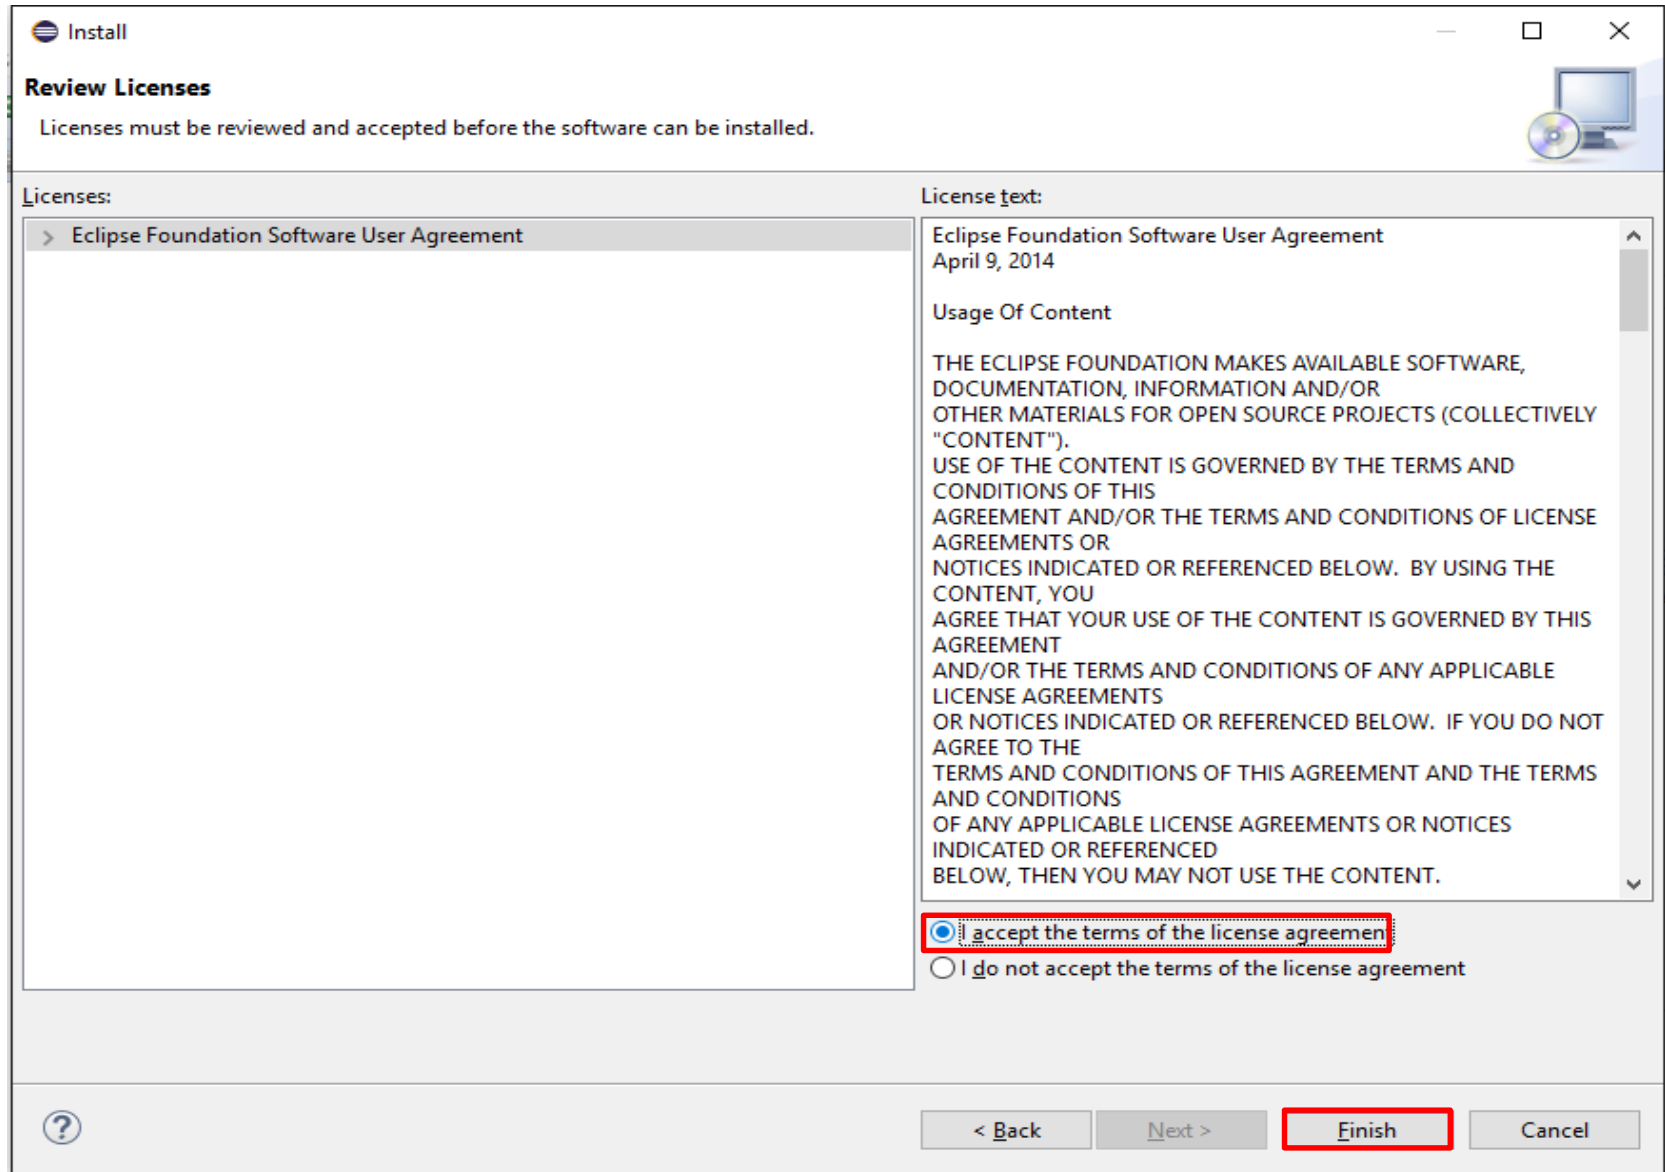 Install
Review Licenses
Licenses must be reviewed and accepted before the software can be installed.
Licenses:
Eclipse Foundation Software User Agreement
License text:
Eclipse Foundation Software User Agreement
April 9, 2014
Usage Of Content
THE ECLIPSE FOUNDATION MAKES AVAILABLE SOFTWARE,
DOCUMENTATION, INFORMATION AND/OR
OTHER MATERIALS FOR OPEN SOURCE PROJECTS (COLLECTIVELY
"CONTENT").
USE OF THE CONTENT IS GOVERNED BY THE TERMS AND
CONDITIONS OF THIS
AGREEMENT AND/OR THE TERMS AND CONDITIONS OF LICENSE
AGREEMENTS OR
NOTICES INDICATED OR REFERENCED BELOW.  BY USING THE
CONTENT, YOU
AGREE THAT YOUR USE OF THE CONTENT IS GOVERNED BY THIS
AGREEMENT
AND/OR THE TERMS AND CONDITIONS OF ANY APPLICABLE
LICENSE AGREEMENTS
OR NOTICES INDICATED OR REFERENCED BELOW.  IF YOU DO NOT
AGREE TO THE
TERMS AND CONDITIONS OF THIS AGREEMENT AND THE TERMS
AND CONDITIONS
OF ANY APPLICABLE LICENSE AGREEMENTS OR NOTICES
INDICATED OR REFERENCED
BELOW, THEN YOU MAY NOT USE THE CONTENT.
I accept the terms of the license agreement
I do not accept the terms of the license agreement
? < Back Next > Finish Cancel